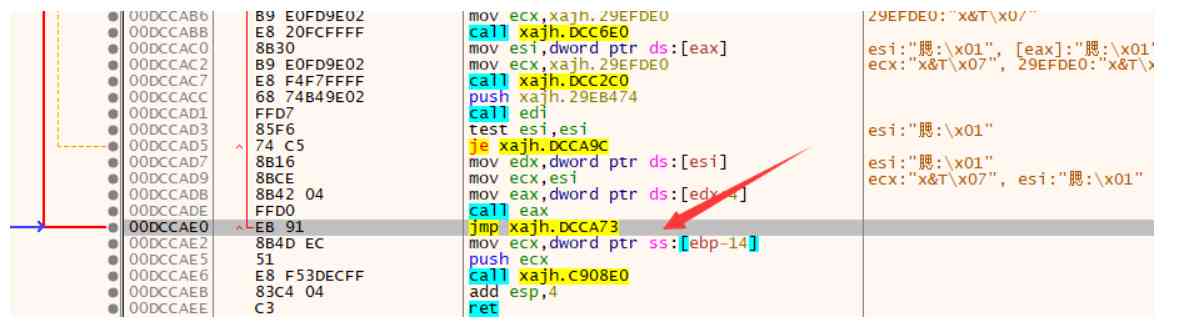 00DCCAB6 B9 E0FD9E02 mov ecx,xajh.29EFDE0 29EFDE0:"x&T\x07"
00DCCABB E8 20FCFFFF call xajh.DCC6E0
00DCCAC0 8B30 mov esi,dword ptr ds:[eax] esi:"腮:\x01", [eax]:"腮:\x01"
00DCCAC2 B9 E0FD9E02 mov ecx,xajh.29EFDE0 ecx:"x&T\x07", 29EFDE0:"x&T\x
00DCCAC7 E8 F4F7FFFF call xajh.DCC2C0
00DCCACC 68 74B49E02 push xajh.29EB474
00DCCAD1 FFD7 call edi
00DCCAD3 85F6 test esi,esi esi:"腮:\x01"
00DCCAD5 74 C5 je xajh.DCCA9C
00DCCAD7 8B16 mov edx,dword ptr ds:[esi] esi:"腮:\x01"
00DCCAD9 8BCE mov ecx,esi ecx:"x&T\x07", esi:"腮:\x01"
00DCCADB 8B42 04 mov eax,dword ptr ds:[edx+4]
00DCCADE FFD0 call eax
00DCCAE0 EB 91 jmp xajh.DCCA73
00DCCAE2 8B4D EC mov ecx,dword ptr ss:[ebp-14]
00DCCAE5 51 push ecx
00DCCAE6 E8 F53DECFF call xajh.C908E0
00DCCAEB 83C4 04 add esp,4
00DCCAEE C3 ret